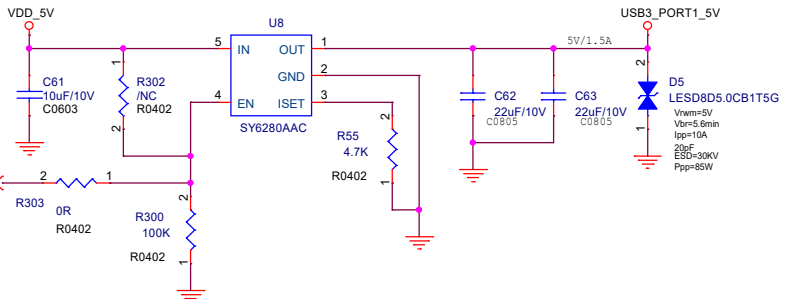 VDD_5V
USB3_PORT1_5V
U8
5
IN
OUT
1
5V/1.5A
GND
2
4
EN
ISET
3
SY6280AAC
C61
10uF/10V
C0603
1
R302
/NC
R0402
2
C62
22uF/10V
C0805
C63
22uF/10V
C0805
2
D5
LESD8D5.0CB1T5G
1
Vrwm=5V
Vbr=5.6min
Ipp=10A
20pF
ESD=30KV
Ppp=85W
2
R55
4.7K
R0402
1
2
1
R303
0R
R0402
2
R300
100K
R0402
1